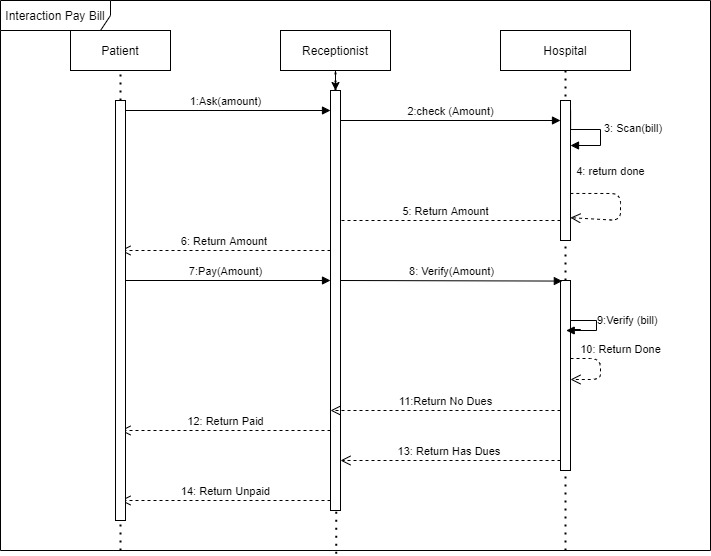 Interaction Pay Bill
Patient
Receptionist
Hospital
1:Ask(amount)
2:check (Amount)
3: Scan(bill)
4: return done
5: Return Amount
6: Return Amount
7:Pay(Amount)
8: Verify(Amount)
9:Verify (bill)
10: Return Done
11:Return No Dues
12: Return Paid
13: Return Has Dues
14: Return Unpaid